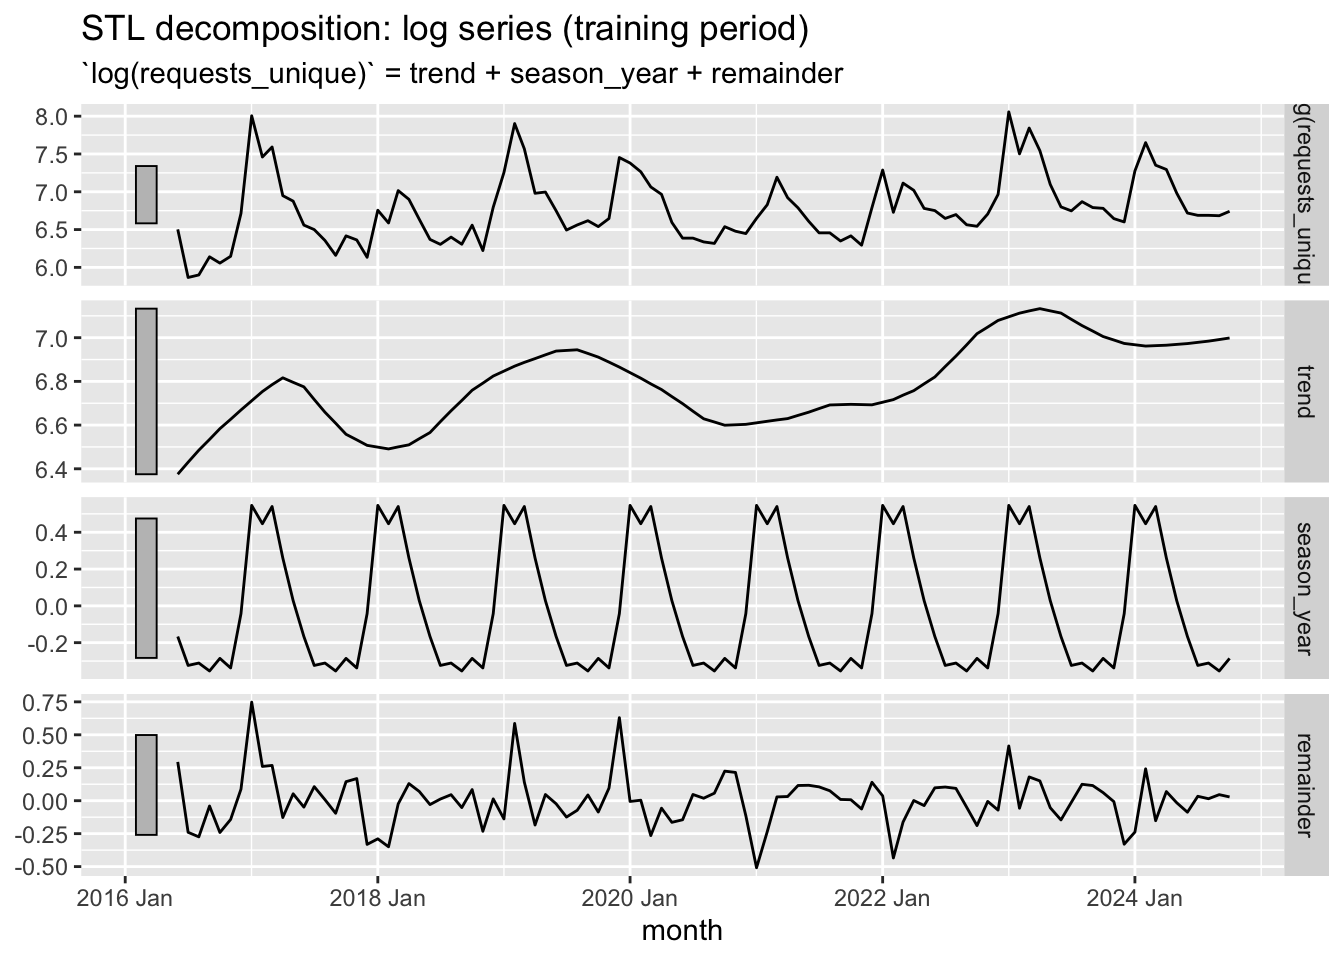 STL decomposition: log series (training period)
`log(requests_unique)` = trend + season_year + remainder
8.0
7.5
7.0
6.5
6.0
g(requests_uniqu
7.0
6.8
6.6
6.4
trend
0.4
0.2
0.0
-0.2
season_year
0.75
0.50
0.25
0.00
-0.25
-0.50
remainder
2016 Jan
2018 Jan
2020 Jan
2022 Jan
2024 Jan
month